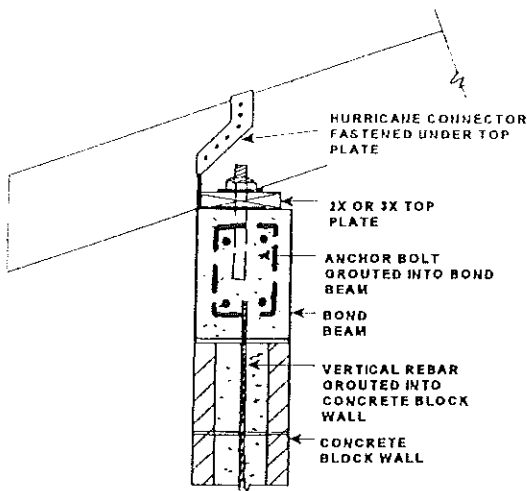 HURRICANE CONNECTOR
FASTENED UNDER TOP
PLATE
2X OR 3X TOP
PLATE
ANCHOR BOLT
GROUTED INTO BOND
BEAM
BOND
BEAM
VERTICAL REBAR
GROUTED INTO
CONCRETE BLOCK
WALL
CONCRETE
BLOCK WALL